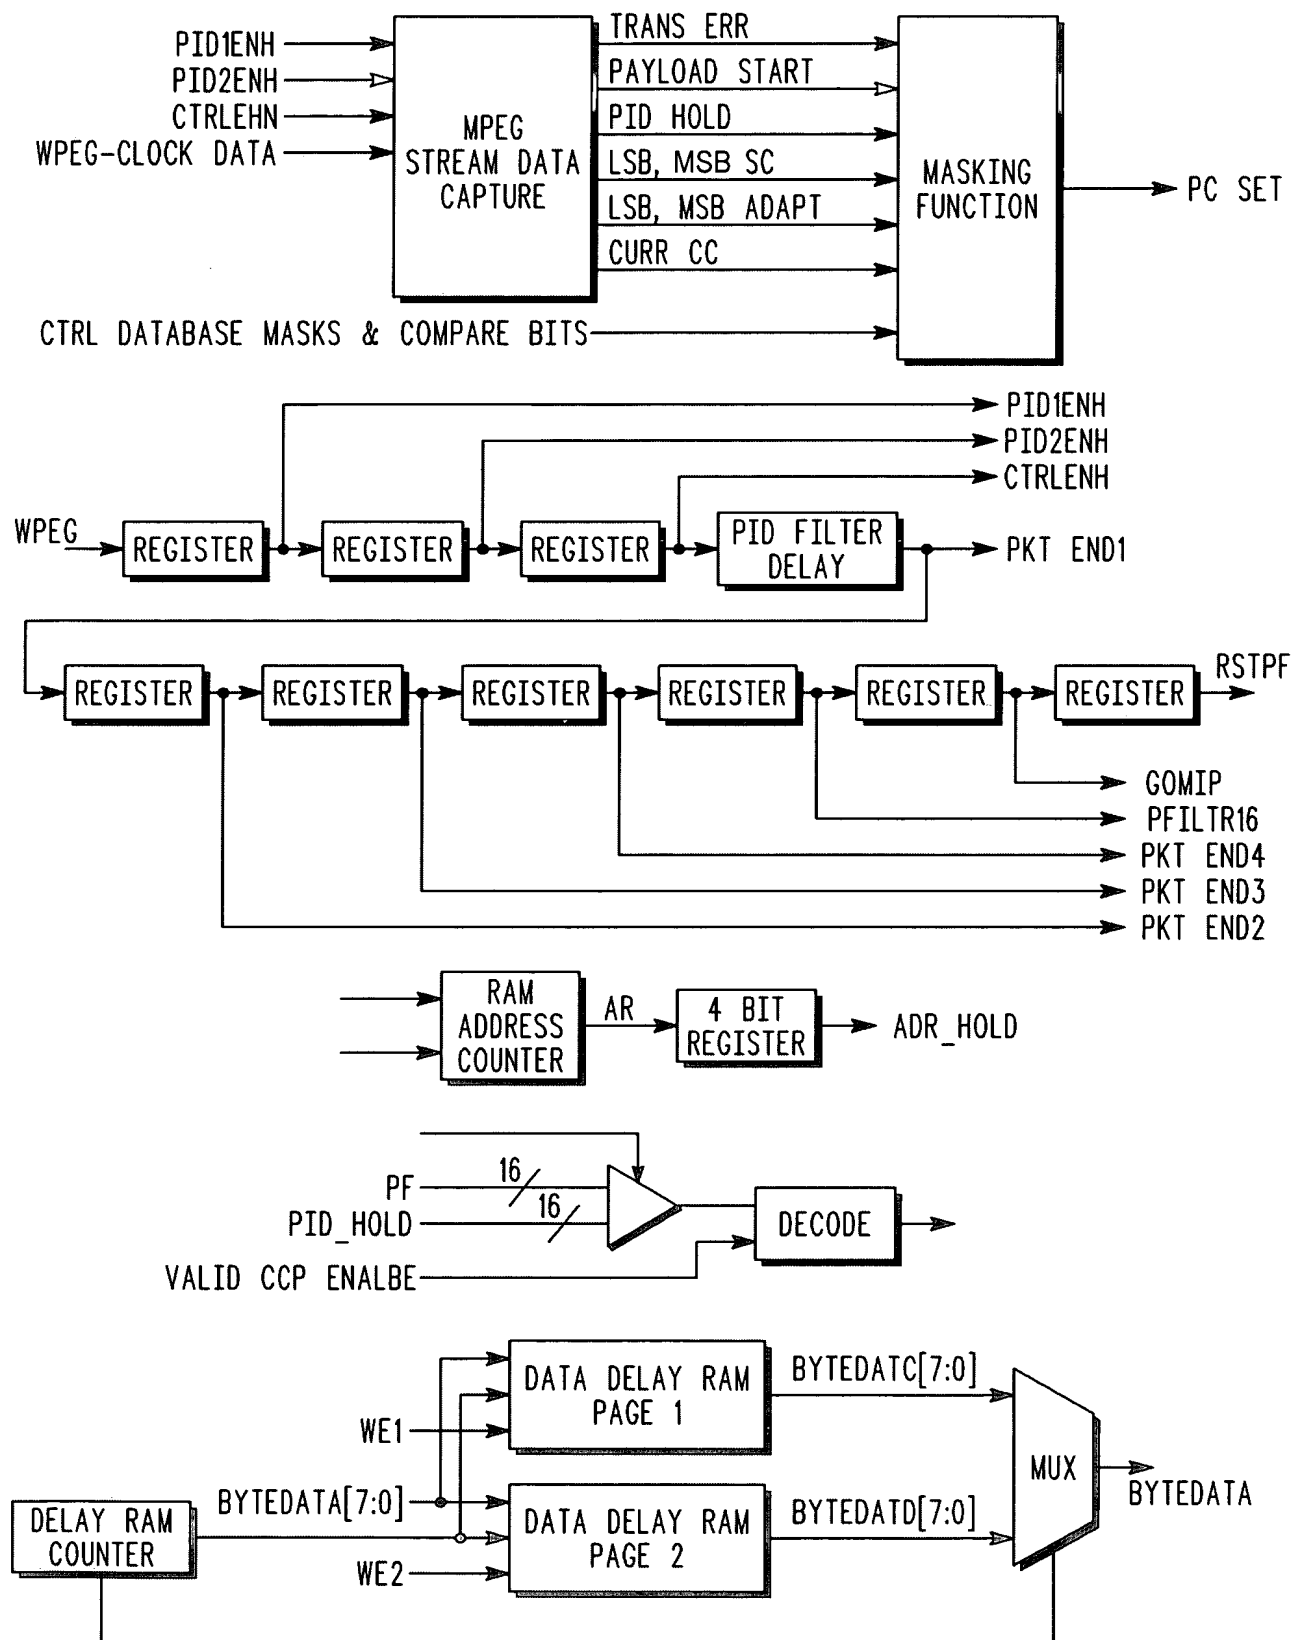 PID1ENH
PID2ENH
CTRLEHN
WPEG-CLOCK DATA
MPEG
STREAM DATA
CAPTURE
TRANS ERR
PAYLOAD START
PID HOLD
LSB, MSB SC
LSB, MSB ADAPT
CURR CC
MASKING
FUNCTION
PC SET
CTRL DATABASE MASKS & COMPARE BITS
PID1ENH
PID2ENH
CTRLENH
WPEG
REGISTER
REGISTER
REGISTER
PID FILTER
DELAY
PKT END1
REGISTER
REGISTER
REGISTER
REGISTER
REGISTER
REGISTER
RSTPF
GOMIP
PFILTR16
PKT END4
PKT END3
PKT END2
RAM
ADDRESS
COUNTER
AR
4 BIT
REGISTER
ADR_HOLD
PF
16
PID_HOLD
16
DECODE
VALID CCP ENALBE
DATA DELAY RAM
PAGE 1
BYTEDATC[7:0]
WE1
MUX
BYTEDATA
BYTEDATA[7:0]
DATA DELAY RAM
PAGE 2
BYTEDATD[7:0]
DELAY RAM
COUNTER
WE2